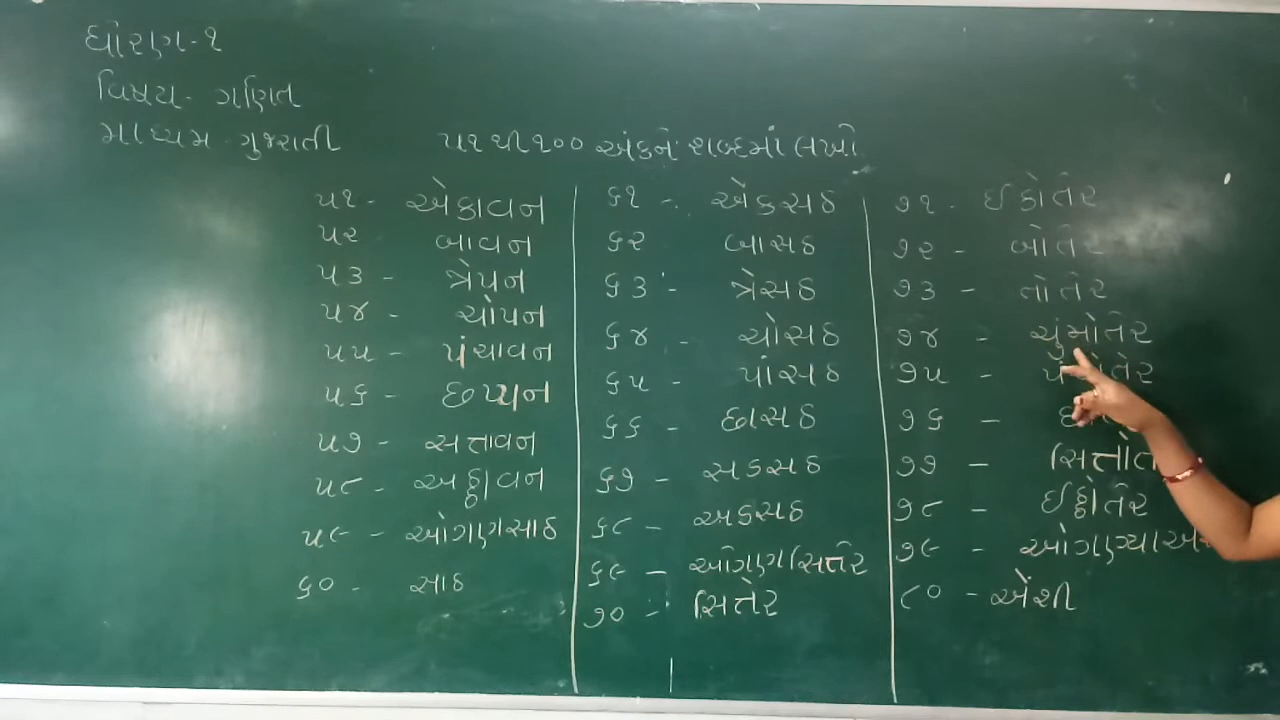 ધોરણ-૧
વિષય- ગણિત
માધ્યમ-ગુજરાતી
૫૧થી૧૦૦ અંકને શબ્દમાં લખો
૫૧- એકાવન
૫૨ બાવન
૫૩- ત્રેપન
૫૪- ચોપન
૫૫- પંચાવન
૫૬- છપ્પન
૫૭- સત્તાવન
૫૮- અઠ્ઠાવન
૫૯- ઓગણસાઠ
૬૦- સાઠ
૬૧- એકસઠ
૬૨ બાસઠ
૬૩- ત્રેસઠ
૬૪- ચોસઠ
૬૫- પાંસઠ
૬૬- છાસઠ
૬૭- સડસઠ
૬૮- અડસઠ
૬૯- ઓગણસિત્તેર
૭૦- સિત્તેર
૭૧- ઈકોતેર
૭૨- બોતેર
૭૩- તોતેર
૭૪- ચુંમોતેર
૭૫-
૭૬-
૭૭-
૭૮- ઈઠ્ઠોતેર
૭૯-
૮૦- એંશી